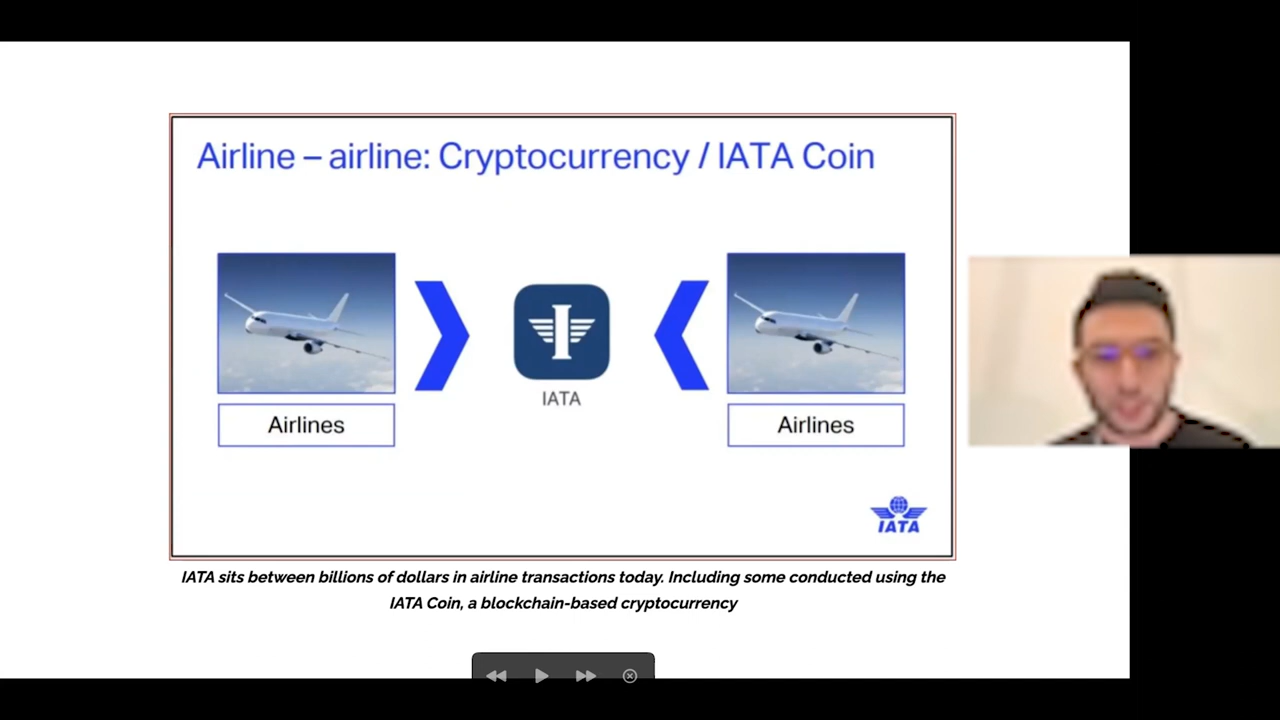 Airline – airline: Cryptocurrency / IATA Coin
IATA
Airlines
Airlines
IATA
IATA sits between billions of dollars in airline transactions today. Including some conducted using the
IATA Coin, a blockchain-based cryptocurrency